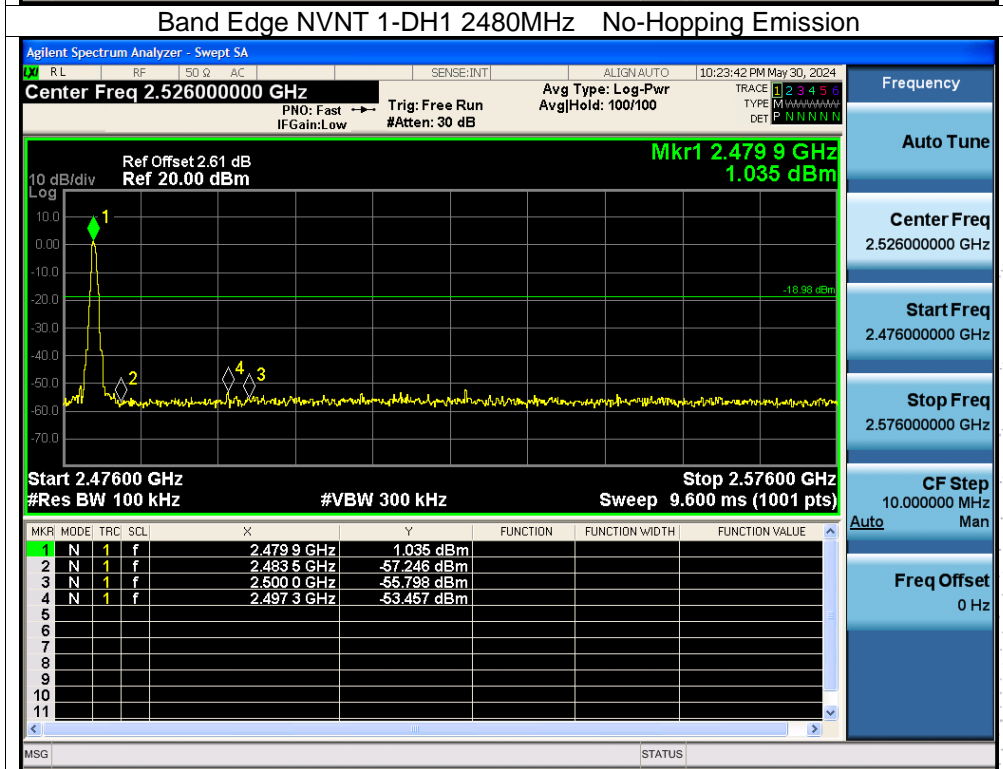 Band Edge NVNT 1-DH1 2480MHz No-Hopping Emission
Agilent Spectrum Analyzer - Swept SA
LXI RL RF 50 Ω AC SENSE:INT ALIGN AUTO 10:23:42 PM May 30, 2024
Center Freq 2.526000000 GHz
PNO: Fast
IFGain:Low
Trig: Free Run
#Atten: 30 dB
Avg Type: Log-Pwr
Avg|Hold: 100/100
TRACE 1 2 3 4 5 6
TYPE MWWWWW
DET P N N N N N
Ref Offset 2.61 dB
Ref 20.00 dBm
10 dB/div
Log
Mkr1 2.479 9 GHz
1.035 dBm
10.0
0.00
-10.0
-20.0
-30.0
-40.0
-50.0
-60.0
-70.0
1
2
4
3
-18.98 dBm
Start 2.47600 GHz Stop 2.57600 GHz
#Res BW 100 kHz #VBW 300 kHz Sweep 9.600 ms (1001 pts)
MKR MODE TRC SCL X Y FUNCTION FUNCTION WIDTH FUNCTION VALUE
1 N 1 f 2.479 9 GHz 1.035 dBm
2 N 1 f 2.483 5 GHz -57.246 dBm
3 N 1 f 2.500 0 GHz -55.798 dBm
4 N 1 f 2.497 3 GHz -53.457 dBm
5
6
7
8
9
10
11
MSG STATUS
Frequency
Auto Tune
Center Freq
2.526000000 GHz
Start Freq
2.476000000 GHz
Stop Freq
2.576000000 GHz
CF Step
10.000000 MHz
Auto Man
Freq Offset
0 Hz